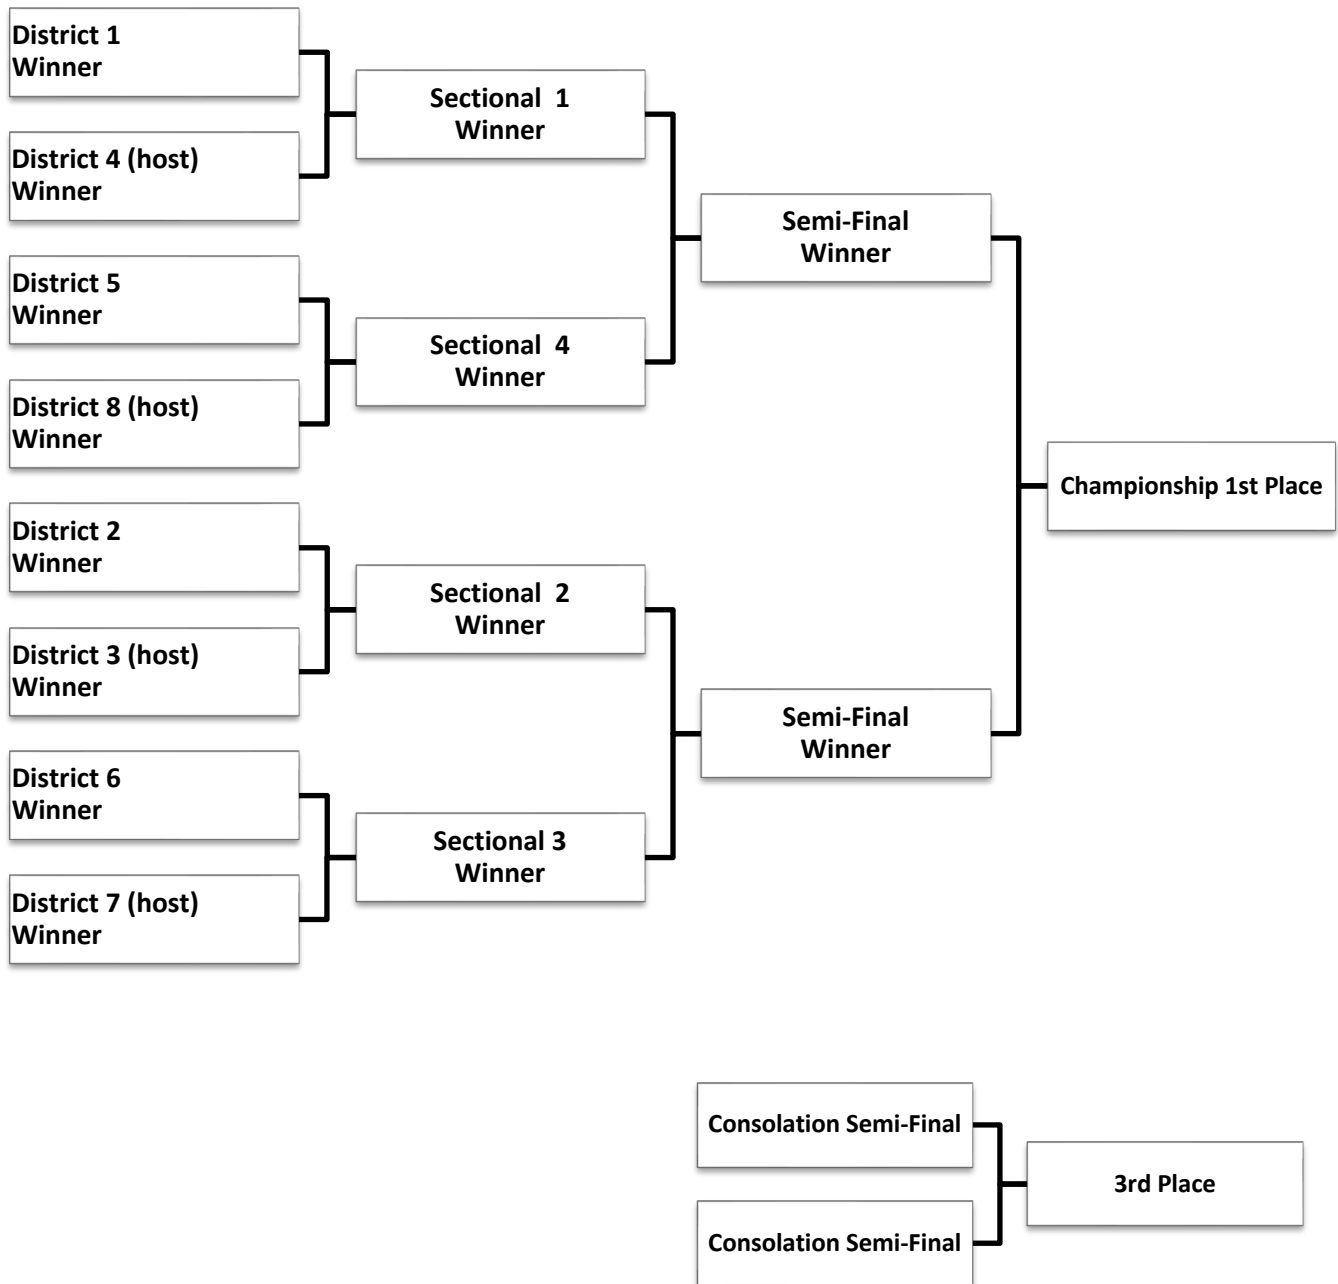 District 1
Winner
District 4 (host)
Winner
District 5
Winner
District 8 (host)
Winner
District 2
Winner
District 3 (host)
Winner
District 6
Winner
District 7 (host)
Winner
Sectional 1
Winner
Sectional 4
Winner
Sectional 2
Winner
Sectional 3
Winner
Semi-Final
Winner
Semi-Final
Winner
Championship 1st Place
Consolation Semi-Final
Consolation Semi-Final
3rd Place